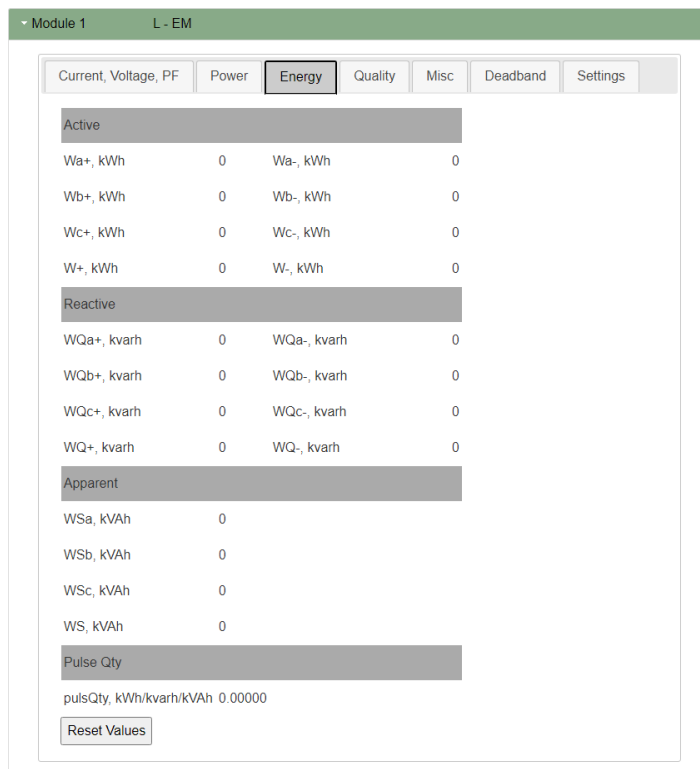 Module 1 L - EM
Current, Voltage, PF Power Energy Quality Misc Deadband Settings
Active
Wa+, kWh 0 Wa-, kWh 0
Wb+, kWh 0 Wb-, kWh 0
Wc+, kWh 0 Wc-, kWh 0
W+, kWh 0 W-, kWh 0
Reactive
WQa+, kvarh 0 WQa-, kvarh 0
WQb+, kvarh 0 WQb-, kvarh 0
WQc+, kvarh 0 WQc-, kvarh 0
WQ+, kvarh 0 WQ-, kvarh 0
Apparent
WSa, kVAh 0
WSb, kVAh 0
WSc, kVAh 0
WS, kVAh 0
Pulse Qty
pulsQty, kWh/kvarh/kVAh 0.00000
Reset Values